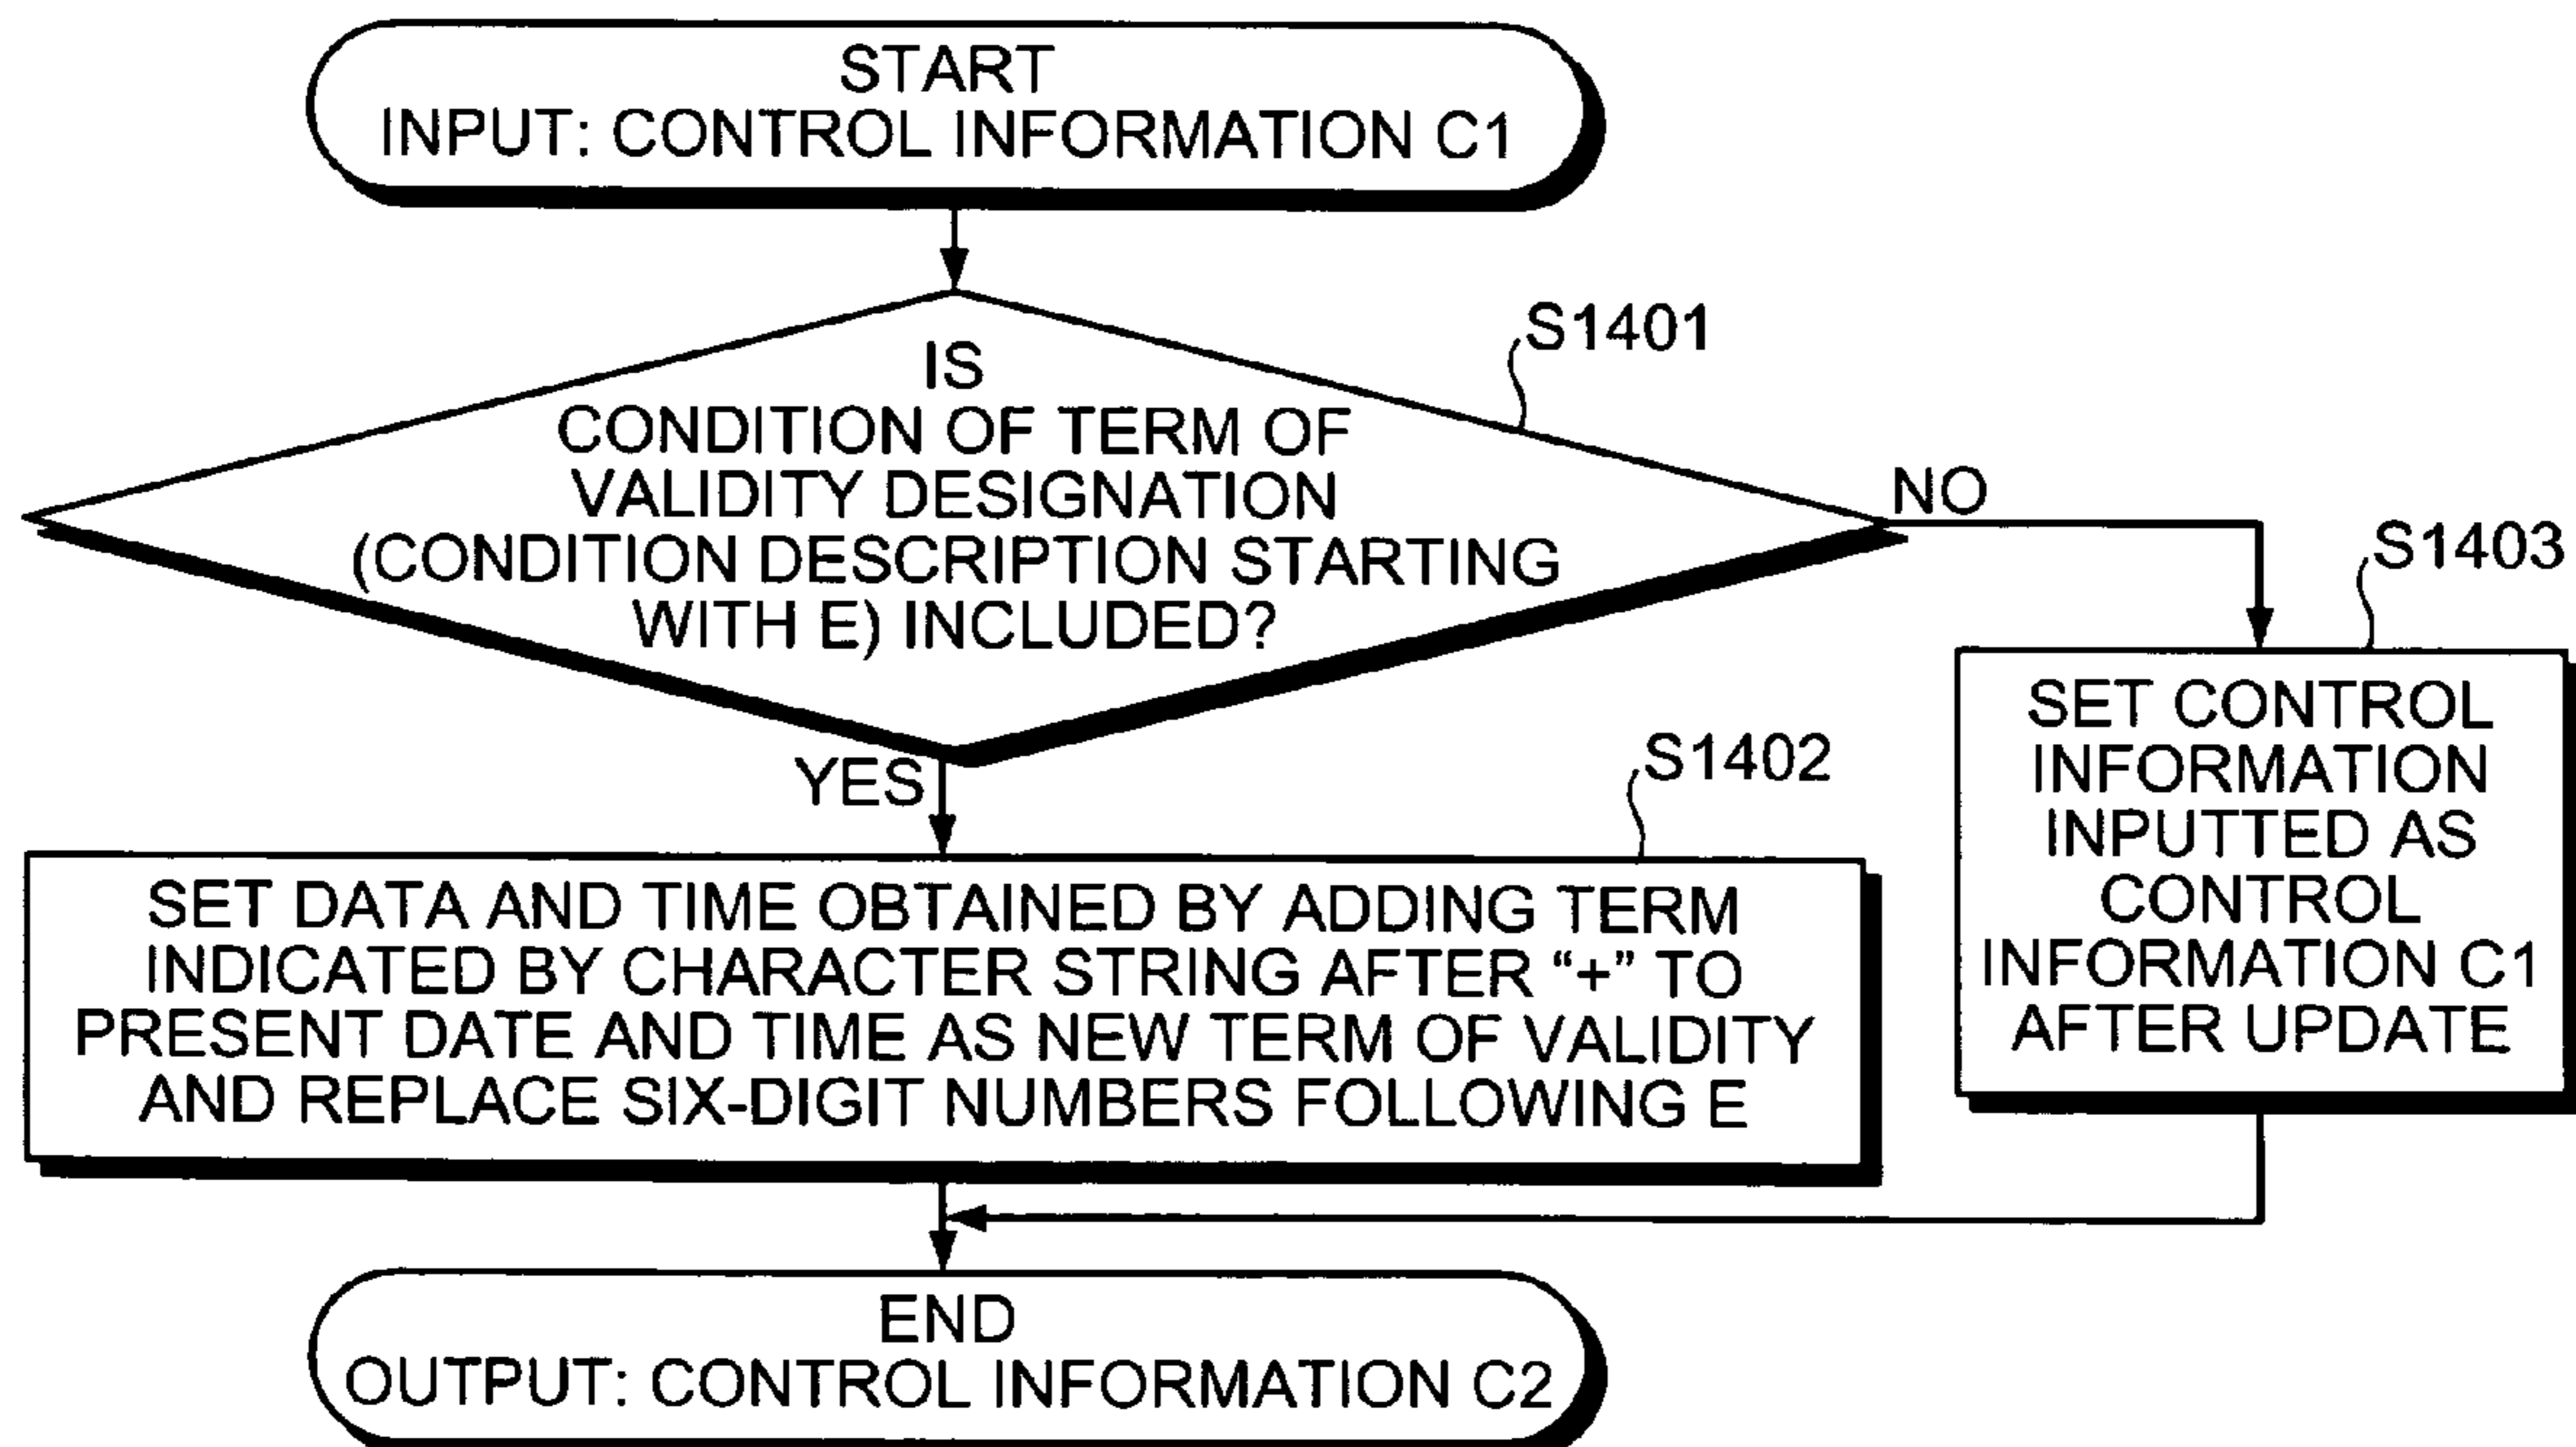 START
INPUT: CONTROL INFORMATION C1
S1401
IS
CONDITION OF TERM OF
VALIDITY DESIGNATION
(CONDITION DESCRIPTION STARTING
WITH E) INCLUDED?
NO
YES
S1402
SET DATA AND TIME OBTAINED BY ADDING TERM
INDICATED BY CHARACTER STRING AFTER “+” TO
PRESENT DATE AND TIME AS NEW TERM OF VALIDITY
AND REPLACE SIX-DIGIT NUMBERS FOLLOWING E
S1403
SET CONTROL
INFORMATION
INPUTTED AS
CONTROL
INFORMATION C1
AFTER UPDATE
END
OUTPUT: CONTROL INFORMATION C2